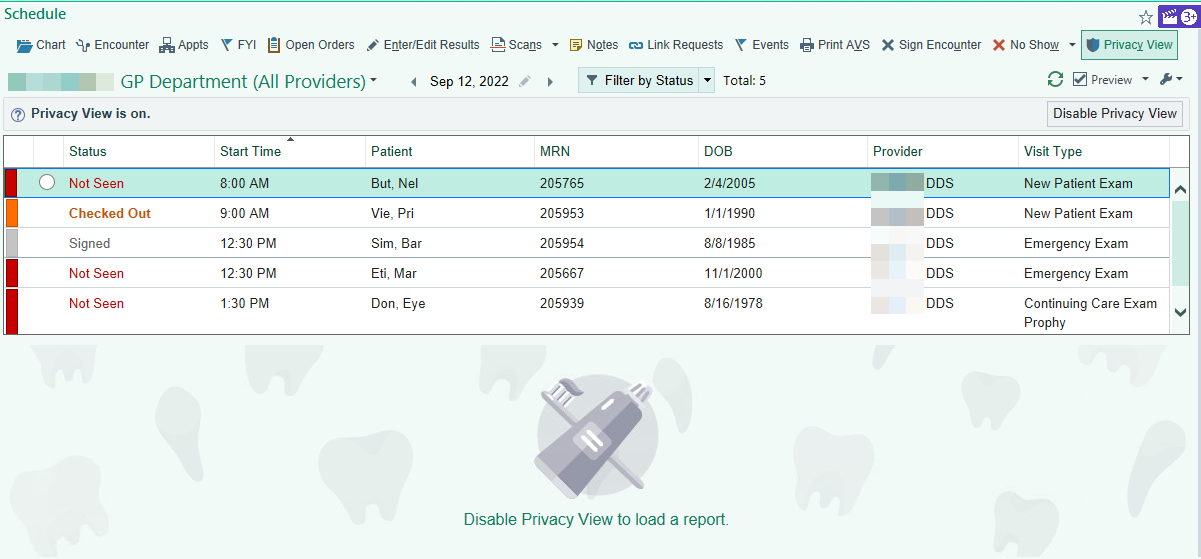 Schedule
3+
Chart Encounter Appts FYI Open Orders Enter/Edit Results Scans Notes Link Requests Events Print AVS Sign Encounter No Show Privacy View
GP Department (All Providers) Sep 12, 2022 Filter by Status Total: 5 Preview
? Privacy View is on. Disable Privacy View
Status Start Time Patient MRN DOB Provider Visit Type
Not Seen 8:00 AM But, Nel 205765 2/4/2005 DDS New Patient Exam
Checked Out 9:00 AM Vie, Pri 205953 1/1/1990 DDS New Patient Exam
Signed 12:30 PM Sim, Bar 205954 8/8/1985 DDS Emergency Exam
Not Seen 12:30 PM Eti, Mar 205667 11/1/2000 DDS Emergency Exam
Not Seen 1:30 PM Don, Eye 205939 8/16/1978 DDS Continuing Care Exam
Prophy
Disable Privacy View to load a report.